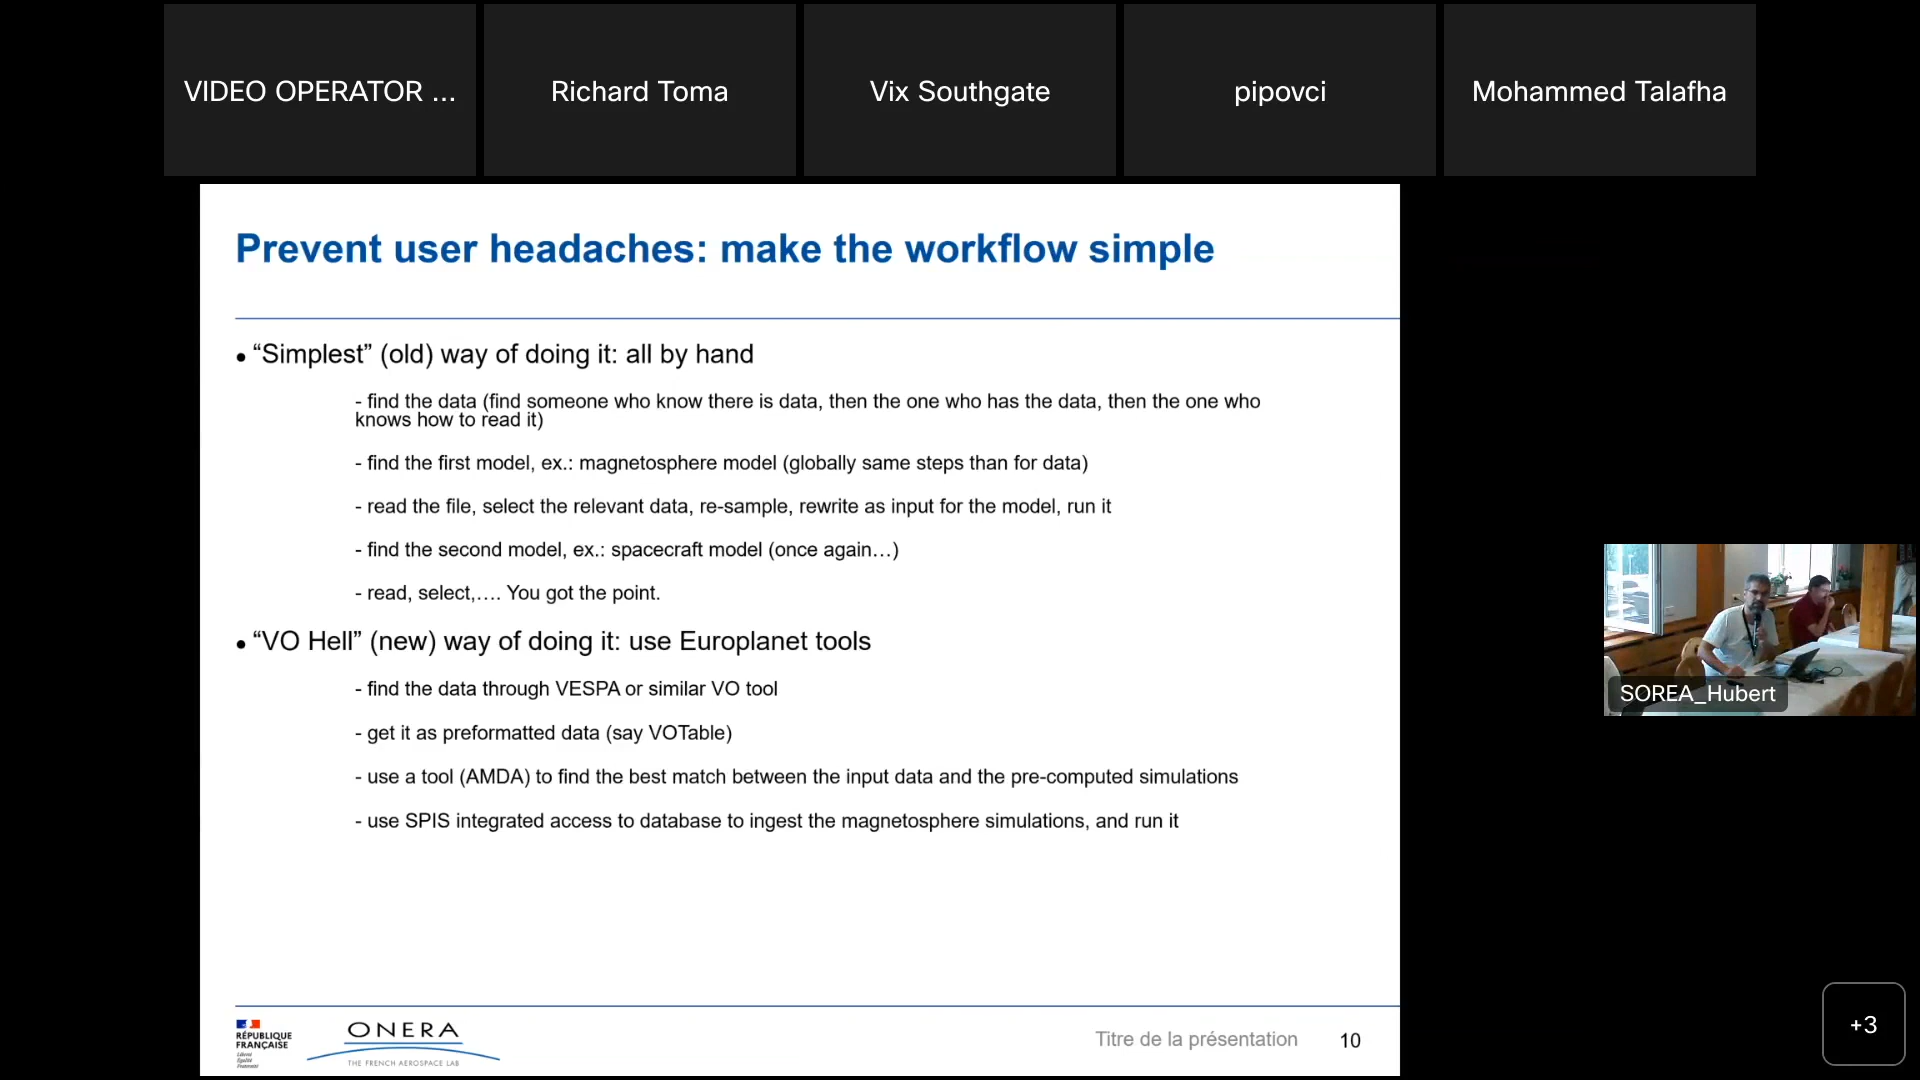 VIDEO OPERATOR ...
Richard Toma
Vix Southgate
pipovci
Mohammed Talafha
Prevent user headaches: make the workflow simple
● “Simplest” (old) way of doing it: all by hand
- find the data (find someone who know there is data, then the one who has the data, then the one who
knows how to read it)
- find the first model, ex.: magnetosphere model (globally same steps than for data)
- read the file, select the relevant data, re-sample, rewrite as input for the model, run it
- find the second model, ex.: spacecraft model (once again…)
- read, select,…. You got the point.
● “VO Hell” (new) way of doing it: use Europlanet tools
- find the data through VESPA or similar VO tool
- get it as preformatted data (say VOTable)
- use a tool (AMDA) to find the best match between the input data and the pre-computed simulations
- use SPIS integrated access to database to ingest the magnetosphere simulations, and run it
SOREA_Hubert
RÉPUBLIQUE
FRANÇAISE
Liberté
Égalité
Fraternité
ONERA
THE FRENCH AEROSPACE LAB
Titre de la présentation
10
+3